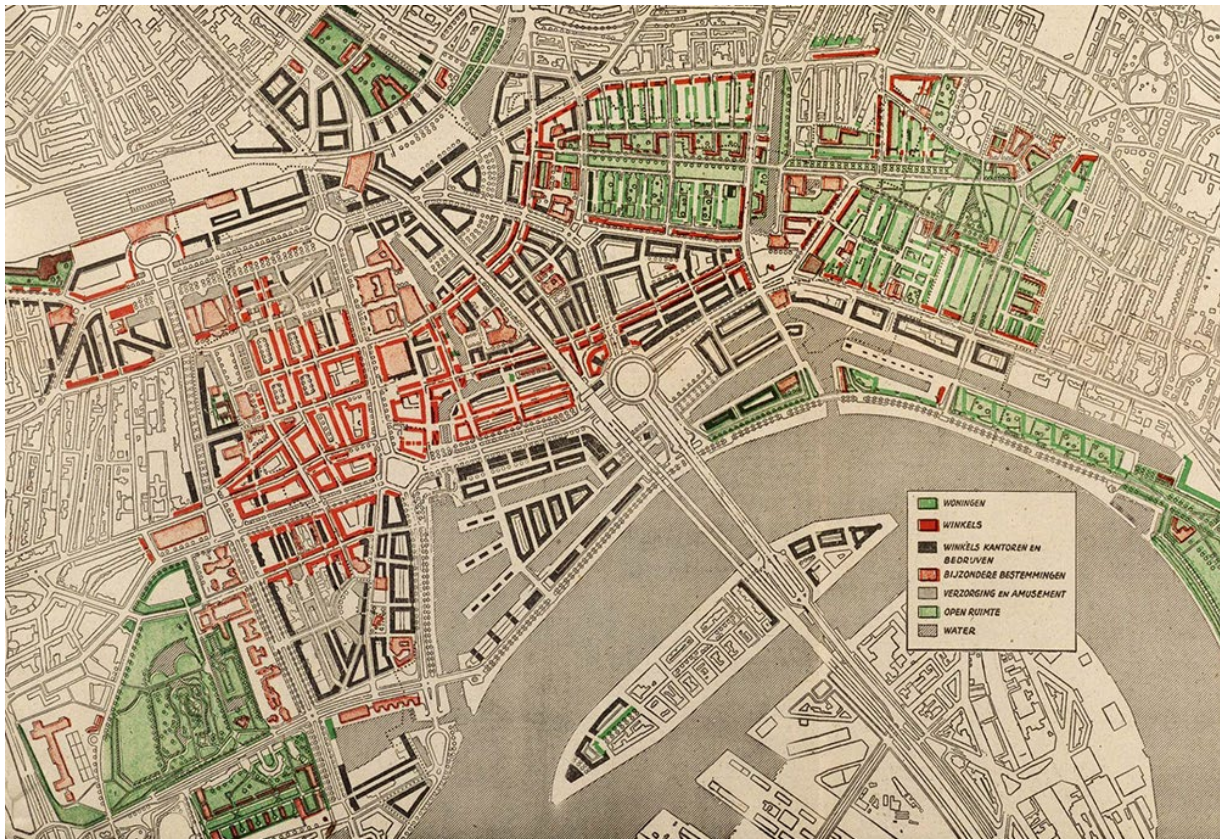 WONINGEN
WINKELS
WINKELS KANTOREN EN
BEDRIJVEN
BIJZONDERE BESTEMMINGEN
VERZORGING EN AMUSEMENT
OPEN RUIMTE
WATER